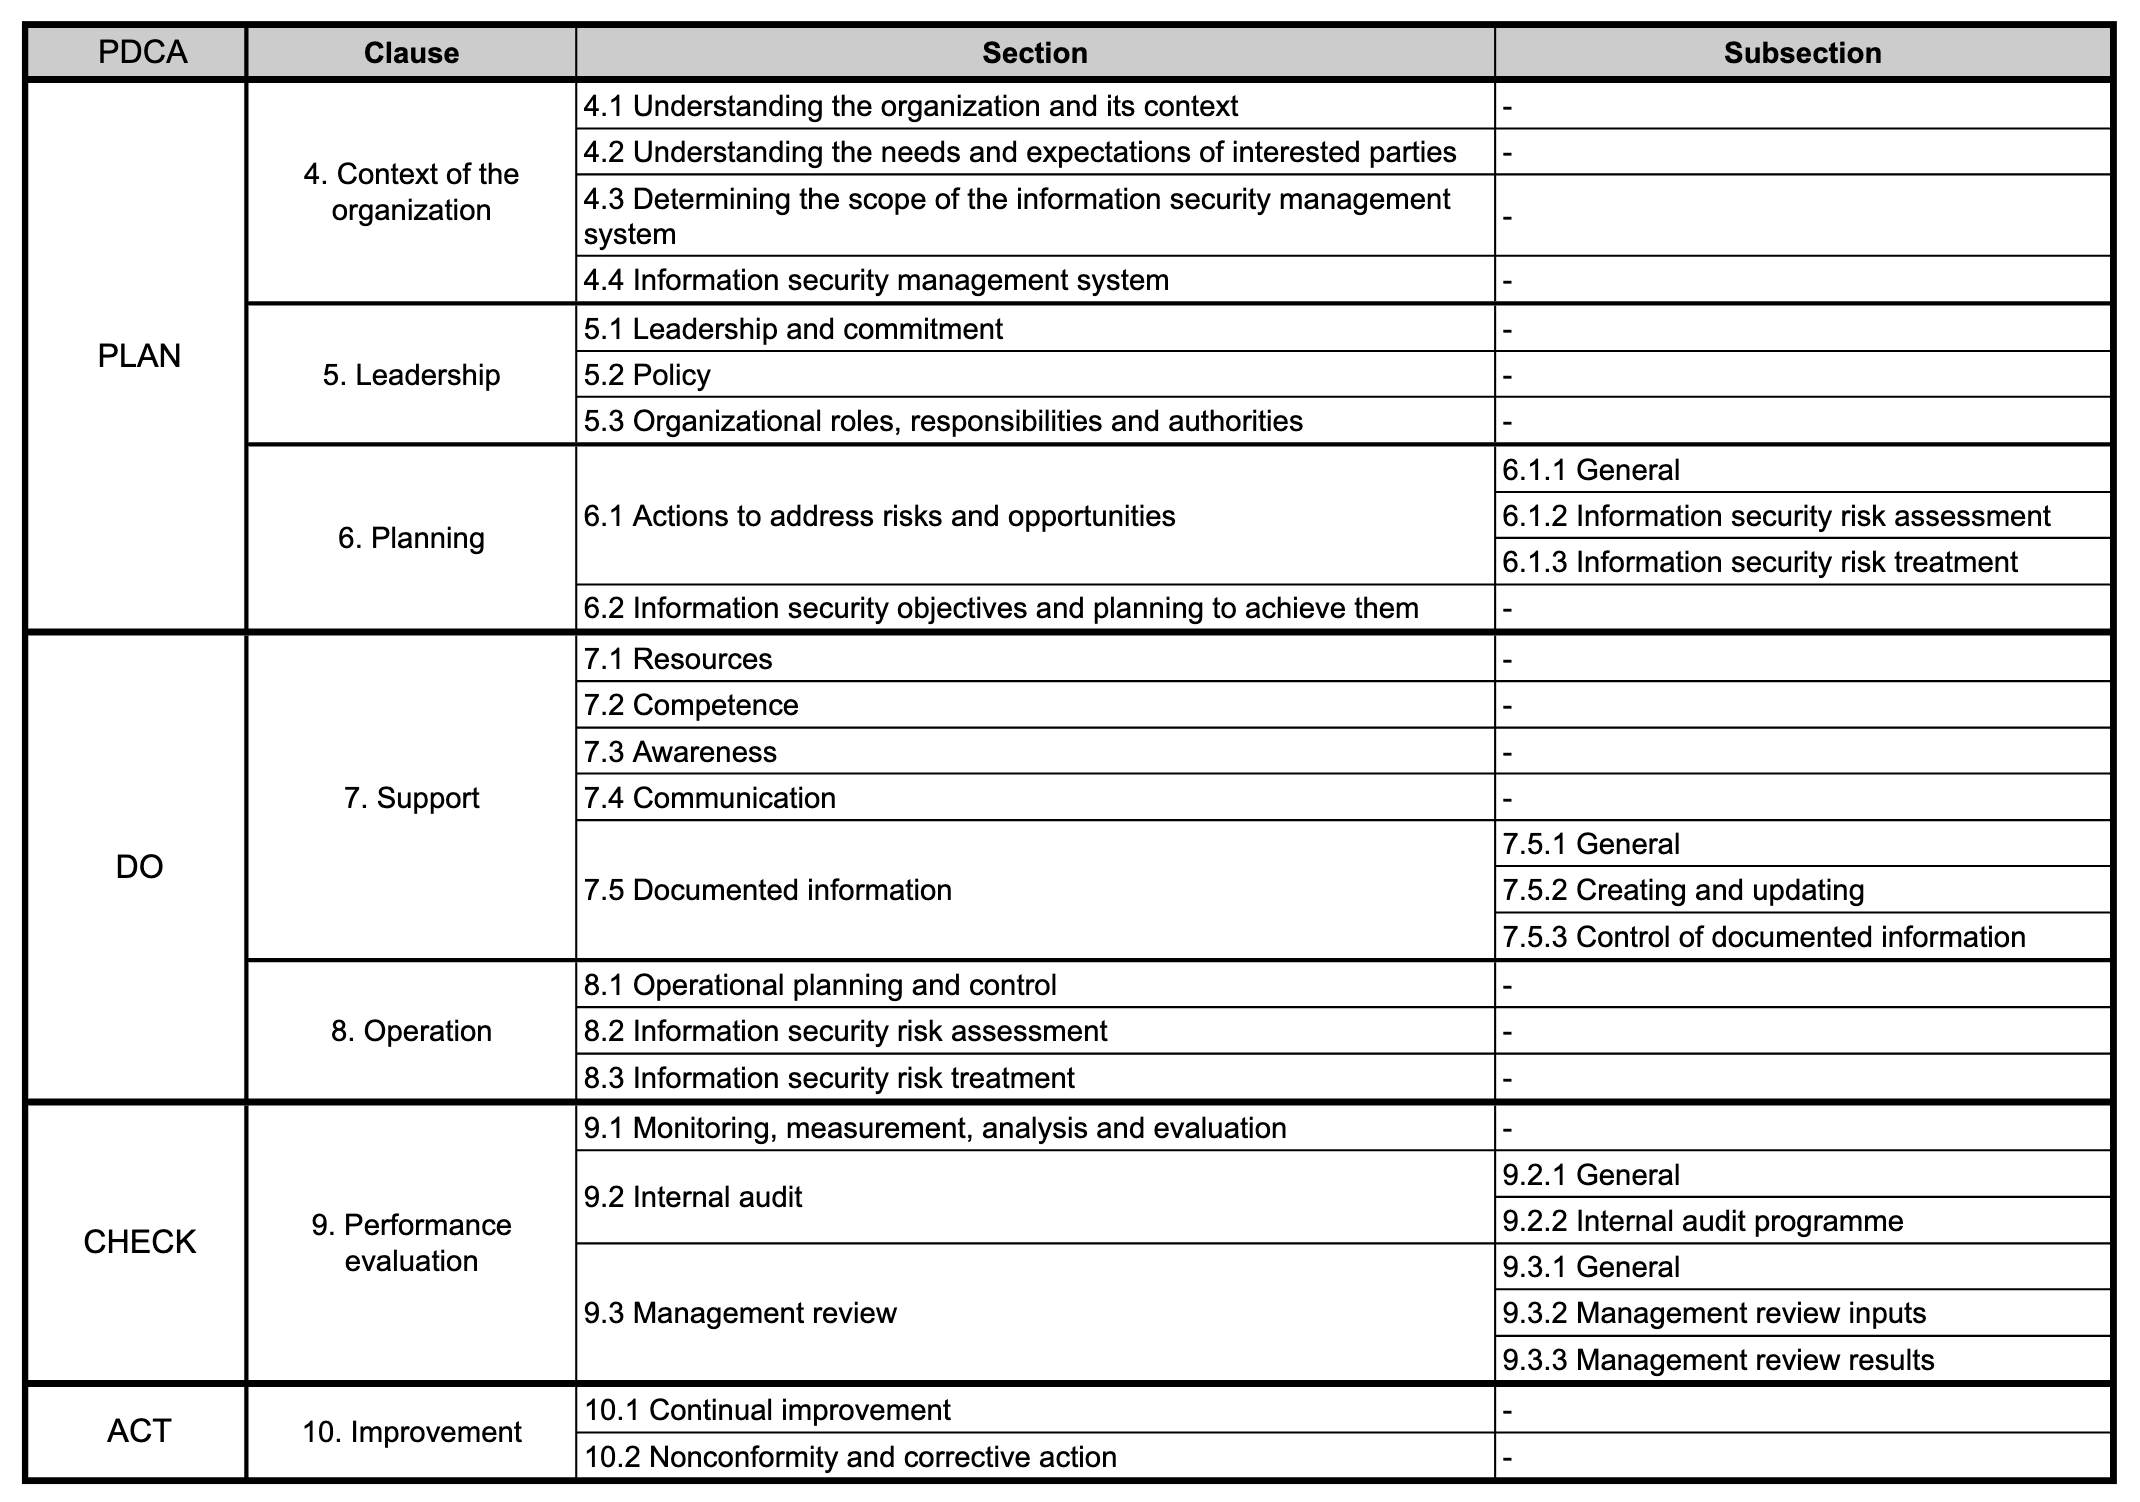 PDCA Clause Section Subsection
PLAN
4. Context of the
organization
4.1 Understanding the organization and its context -
4.2 Understanding the needs and expectations of interested parties -
4.3 Determining the scope of the information security management
system -
4.4 Information security management system -
5. Leadership
5.1 Leadership and commitment -
5.2 Policy -
5.3 Organizational roles, responsibilities and authorities -
6. Planning
6.1 Actions to address risks and opportunities
6.1.1 General
6.1.2 Information security risk assessment
6.1.3 Information security risk treatment
6.2 Information security objectives and planning to achieve them -
DO
7. Support
7.1 Resources -
7.2 Competence -
7.3 Awareness -
7.4 Communication -
7.5 Documented information
7.5.1 General
7.5.2 Creating and updating
7.5.3 Control of documented information
8. Operation
8.1 Operational planning and control -
8.2 Information security risk assessment -
8.3 Information security risk treatment -
CHECK
9. Performance
evaluation
9.1 Monitoring, measurement, analysis and evaluation -
9.2 Internal audit
9.2.1 General
9.2.2 Internal audit programme
9.3 Management review
9.3.1 General
9.3.2 Management review inputs
9.3.3 Management review results
ACT
10. Improvement
10.1 Continual improvement -
10.2 Nonconformity and corrective action -